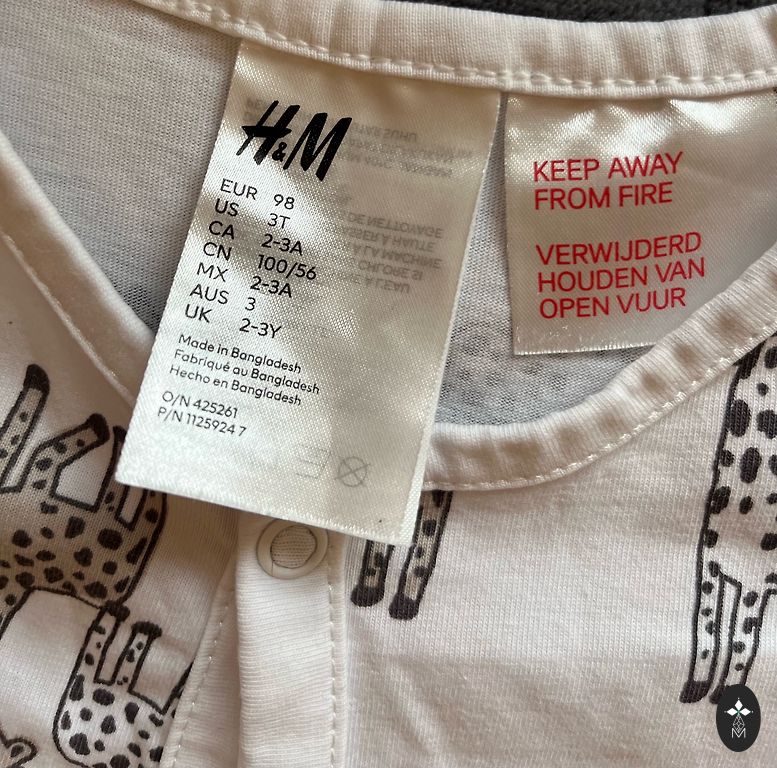 H&M
EUR 98
US 3T
CA 2-3A
CN 100/56
MX 2-3A
AUS 3
UK 2-3Y
Made in Bangladesh
Fabriqué au Bangladesh
Hecho en Bangladesh
O/N 425261
P/N 1125924 7
KEEP AWAY
FROM FIRE
VERWIJDERD
HOUDEN VAN
OPEN VUUR